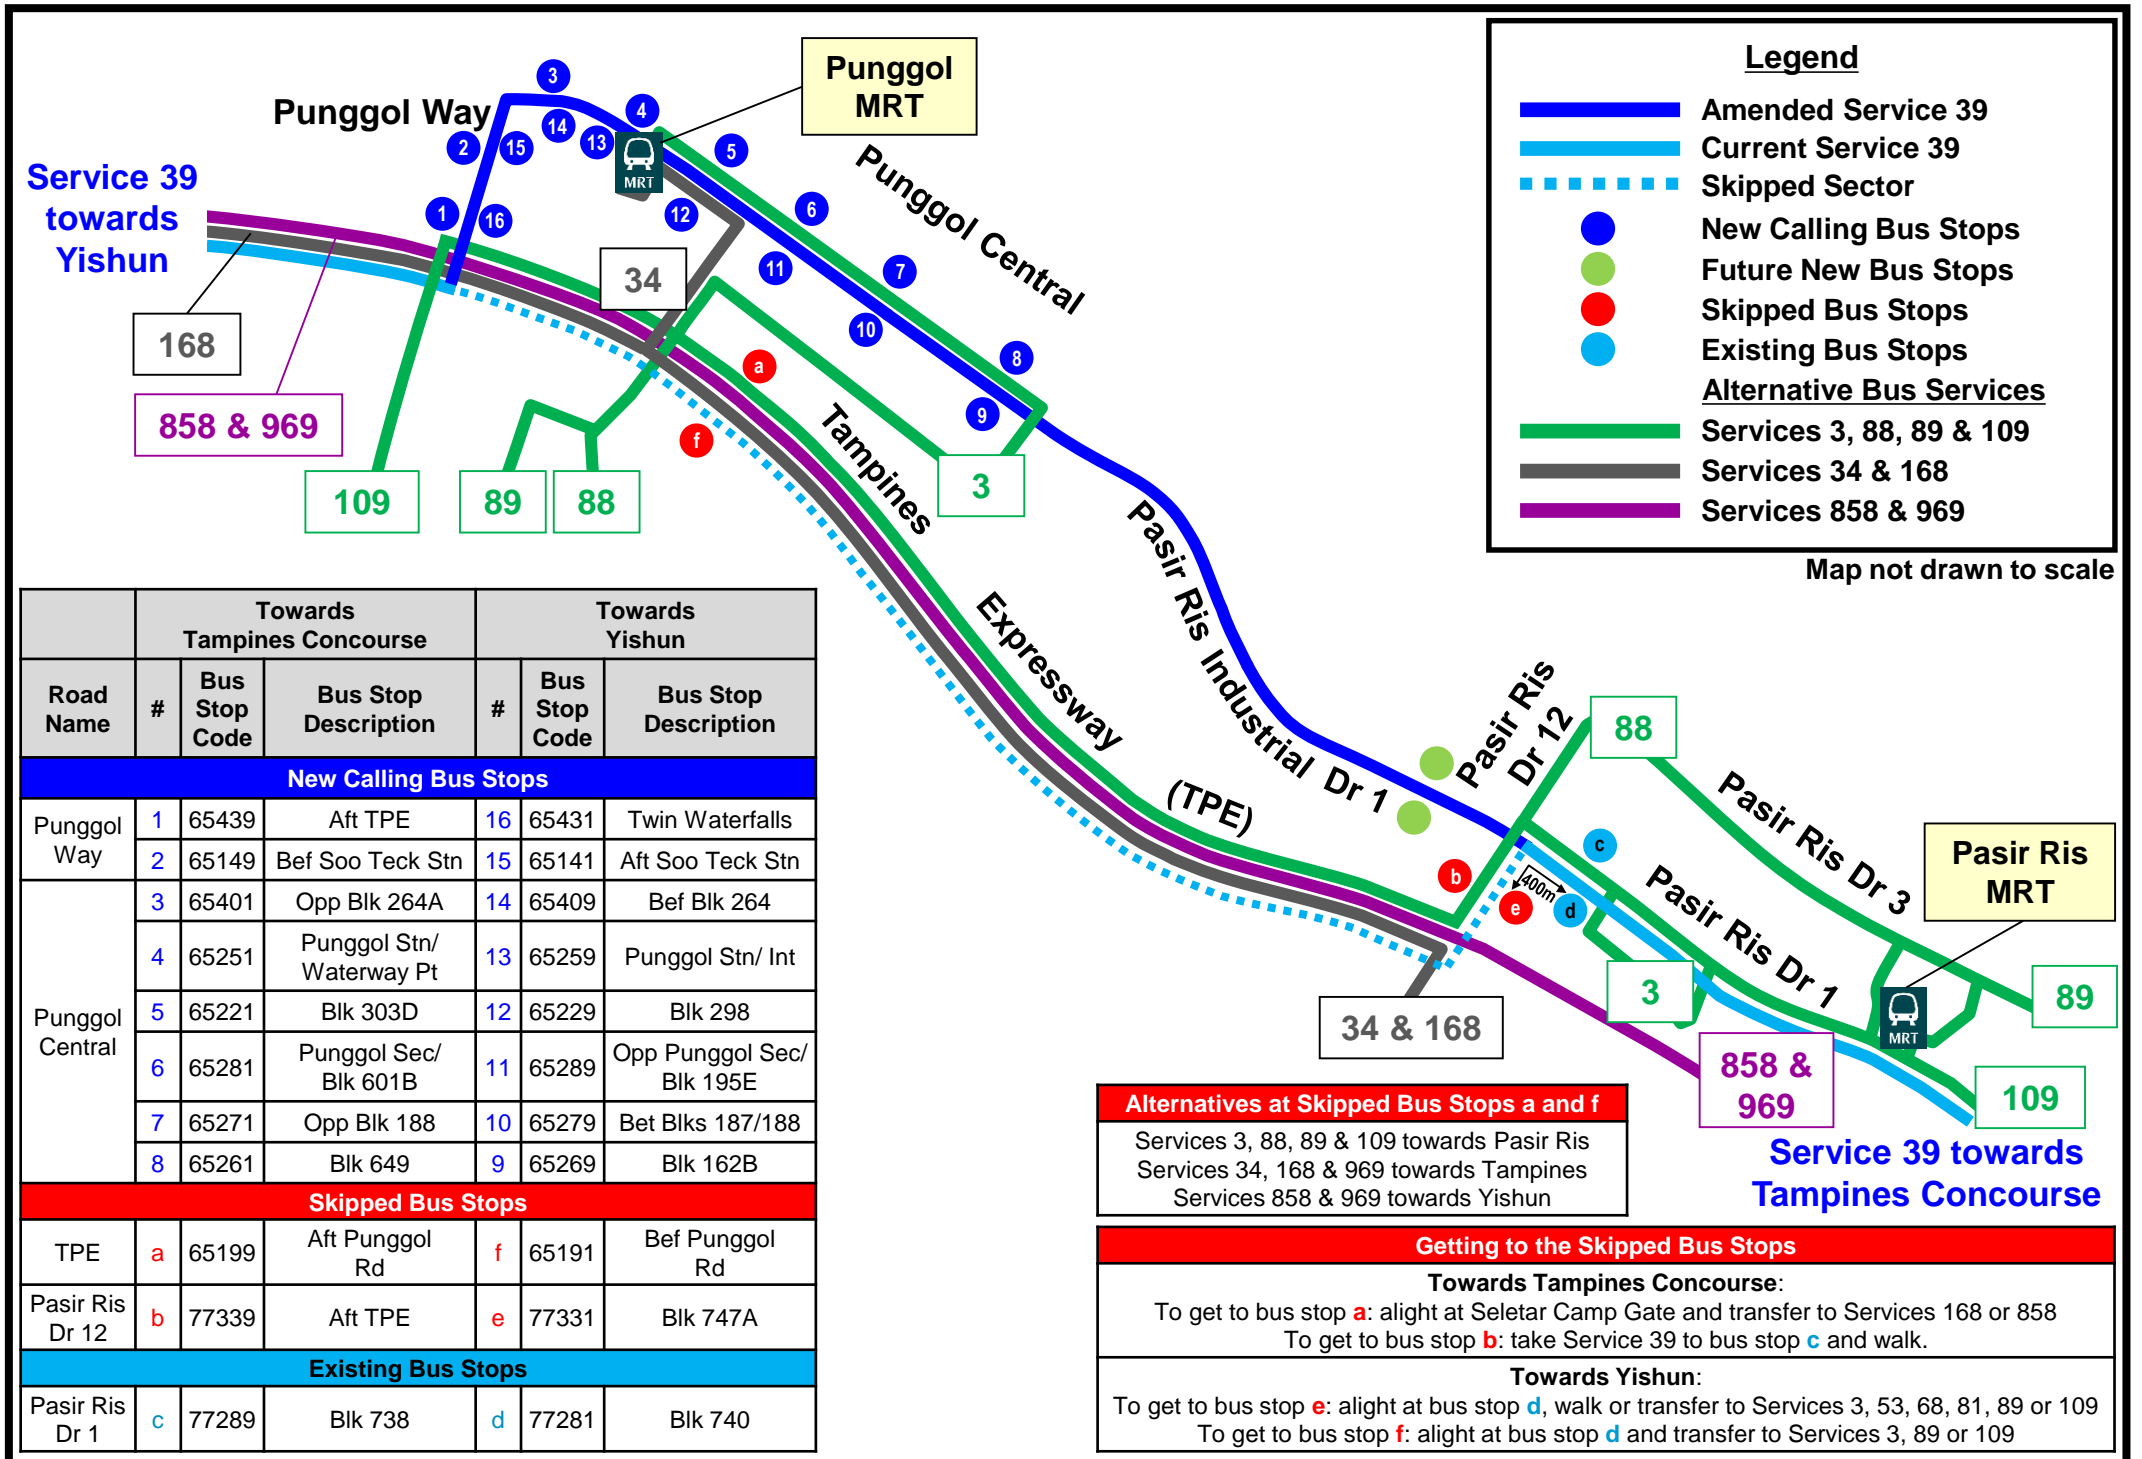 Punggol
MRT
Punggol Way
Service 39
towards
Yishun
3
4
14
13
2
15
MRT
5
1
16
12
6
Punggol Central
11
7
34
10
168
8
a
858 & 969
9
f
109
89
88
3
Tampines
Expressway
(TPE)
Pasir Ris Industrial Dr 1
Pasir Ris
Dr 12
88
Pasir Ris Dr 3
c
b
400m
e
d
Pasir Ris Dr 1
Pasir Ris
MRT
3
89
MRT
34 & 168
858 &
969
109
Service 39 towards
Tampines Concourse
Legend
Amended Service 39
Current Service 39
Skipped Sector
New Calling Bus Stops
Future New Bus Stops
Skipped Bus Stops
Existing Bus Stops
Alternative Bus Services
Services 3, 88, 89 & 109
Services 34 & 168
Services 858 & 969
Map not drawn to scale
Towards
Tampines Concourse
Towards
Yishun
Road
Name
#
Bus
Stop
Code
Bus Stop
Description
#
Bus
Stop
Code
Bus Stop
Description
New Calling Bus Stops
Punggol
Way
1 65439 Aft TPE 16 65431 Twin Waterfalls
2 65149 Bef Soo Teck Stn 15 65141 Aft Soo Teck Stn
Punggol
Central
3 65401 Opp Blk 264A 14 65409 Bef Blk 264
4 65251 Punggol Stn/
Waterway Pt
13 65259 Punggol Stn/ Int
5 65221 Blk 303D 12 65229 Blk 298
6 65281 Punggol Sec/
Blk 601B
11 65289 Opp Punggol Sec/
Blk 195E
7 65271 Opp Blk 188 10 65279 Bet Blks 187/188
8 65261 Blk 649 9 65269 Blk 162B
Skipped Bus Stops
TPE a 65199 Aft Punggol
Rd
f 65191 Bef Punggol
Rd
Pasir Ris
Dr 12
b 77339 Aft TPE e 77331 Blk 747A
Existing Bus Stops
Pasir Ris
Dr 1
c 77289 Blk 738 d 77281 Blk 740
Alternatives at Skipped Bus Stops a and f
Services 3, 88, 89 & 109 towards Pasir Ris
Services 34, 168 & 969 towards Tampines
Services 858 & 969 towards Yishun
Getting to the Skipped Bus Stops
Towards Tampines Concourse:
To get to bus stop a: alight at Seletar Camp Gate and transfer to Services 168 or 858
To get to bus stop b: take Service 39 to bus stop c and walk.
Towards Yishun:
To get to bus stop e: alight at bus stop d, walk or transfer to Services 3, 53, 68, 81, 89 or 109
To get to bus stop f: alight at bus stop d and transfer to Services 3, 89 or 109